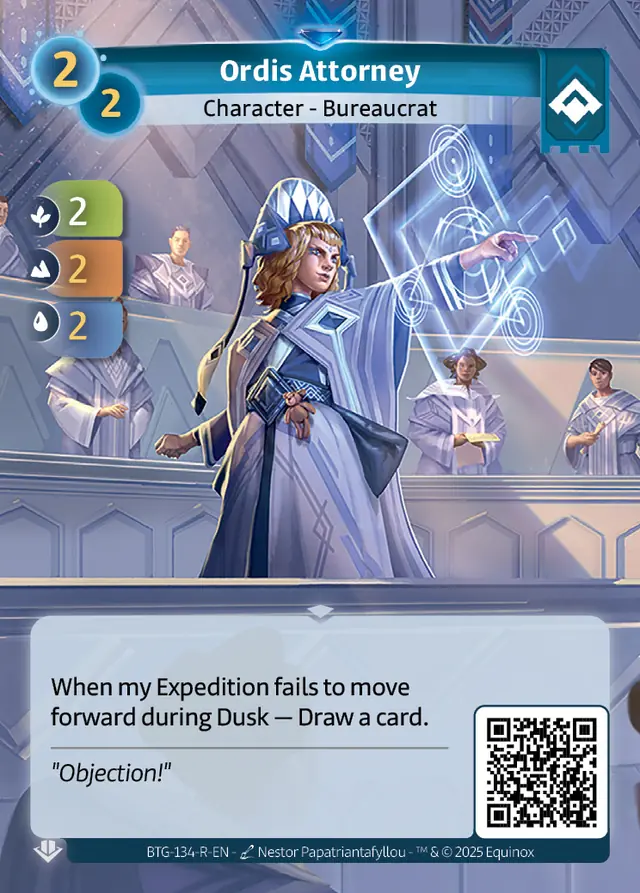 2
2
Ordis Attorney
Character - Bureaucrat
2
2
2
When my Expedition fails to move
forward during Dusk — Draw a card.
"Objection!"
BTG-134-R-EN - Nestor Papatriantafyllou - ™ & © 2025 Equinox